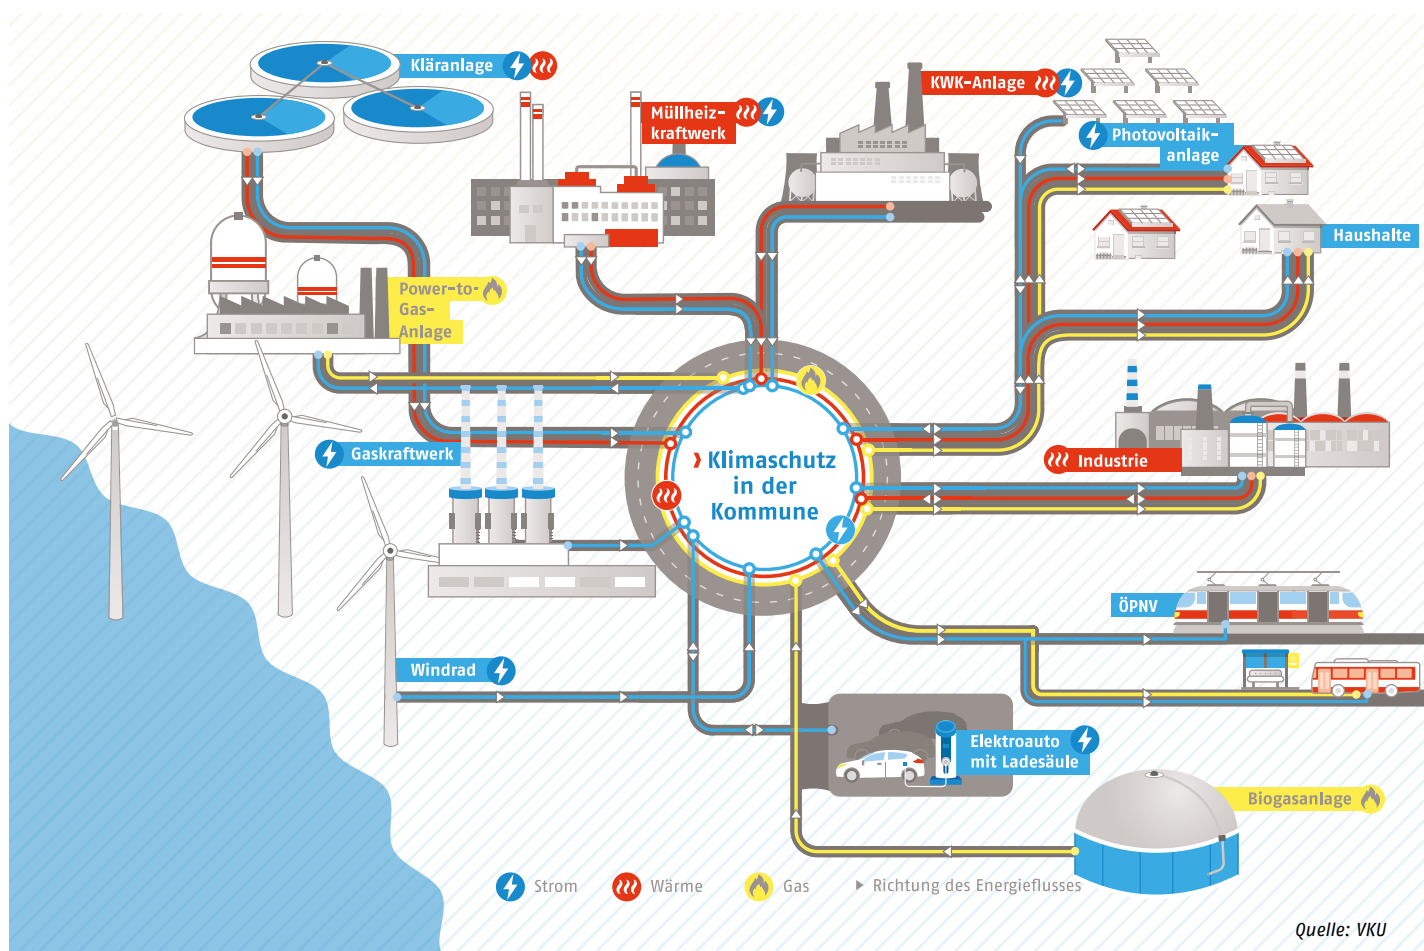 Kläranlage
Müllheiz-
kraftwerk
KWK-Anlage
Photovoltaik-
anlage
Haushalte
Power-to-
Gas-
Anlage
Gaskraftwerk
Klimaschutz
in der
Kommune
Industrie
ÖPNV
Windrad
Elektroauto
mit Ladesäule
Biogasanlage
Strom
Wärme
Gas
Richtung des Energieflusses
Quelle: VKU